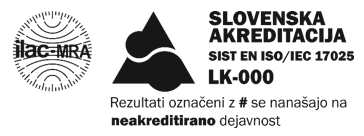 ilac-MRA
SLOVENSKA
AKREDITACIJA
SIST EN ISO/IEC 17025
LK-000
Rezultati označeni z # se nanašajo na
neakreditirano dejavnost